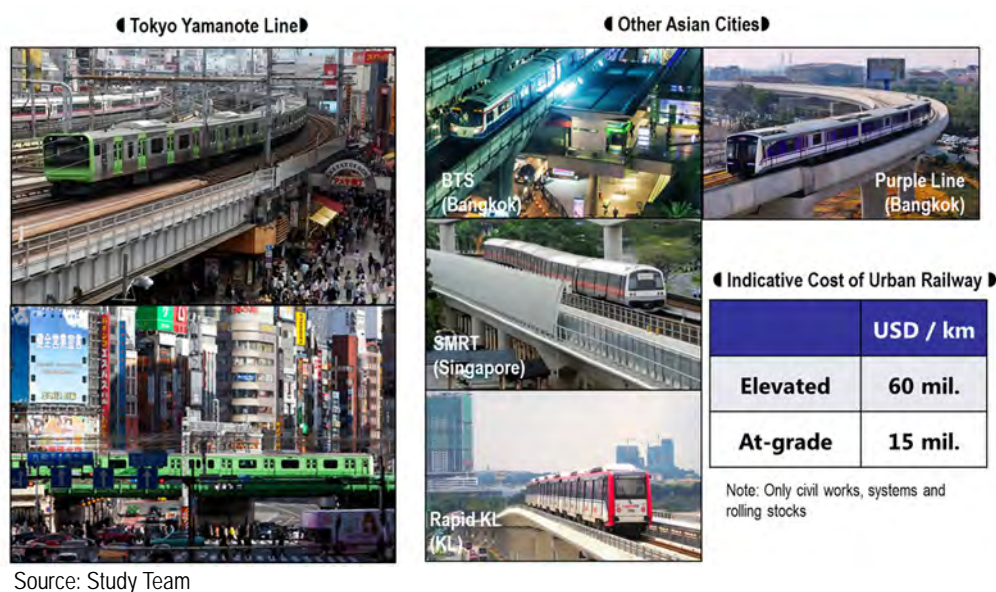 ◖ Tokyo Yamanote Line◗
◖ Other Asian Cities◗
BTS
(Bangkok)
Purple Line
(Bangkok)
SMRT
(Singapore)
Rapid KL
(KL)
◖ Indicative Cost of Urban Railway ◗
USD / km
Elevated 60 mil.
At-grade 15 mil.
Note: Only civil works, systems and
rolling stocks
Source: Study Team